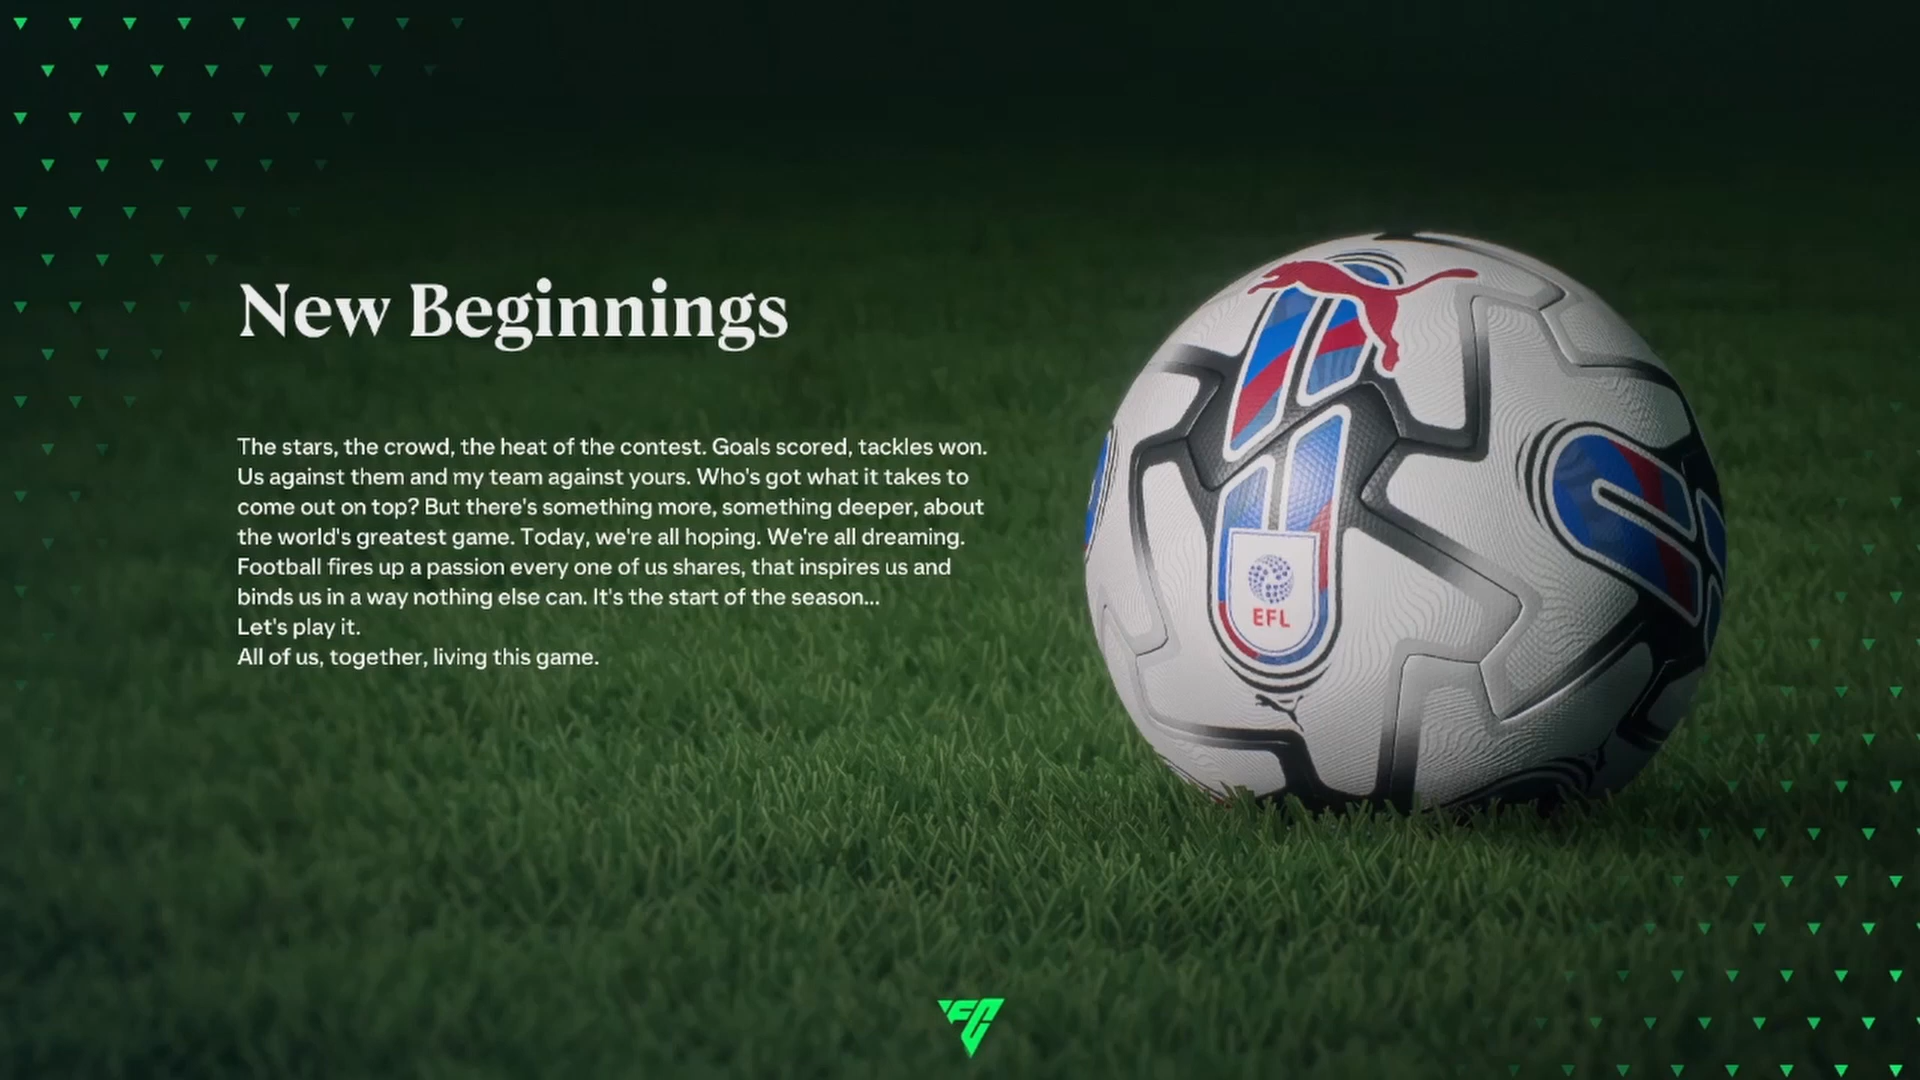 New Beginnings
The stars, the crowd, the heat of the contest. Goals scored, tackles won.
Us against them and my team against yours. Who's got what it takes to
come out on top? But there's something more, something deeper, about
the world's greatest game. Today, we're all hoping. We're all dreaming.
Football fires up a passion every one of us shares, that inspires us and
binds us in a way nothing else can. It's the start of the season...
Let's play it.
All of us, together, living this game.
EFL
FC